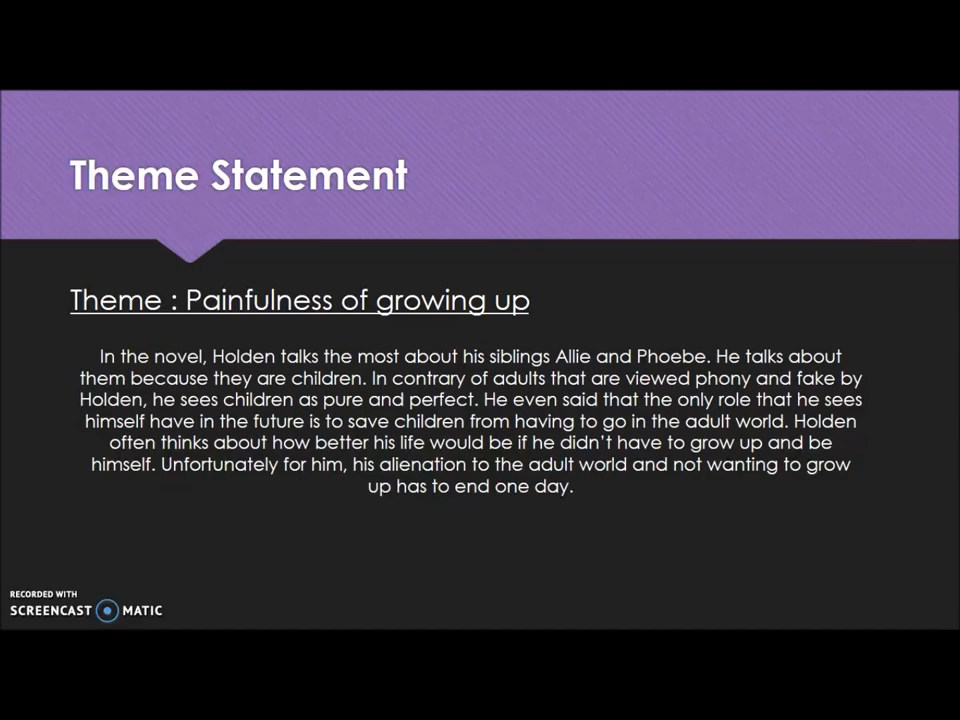 Theme Statement
Theme : Painfulness of growing up
In the novel, Holden talks the most about his siblings Allie and Phoebe. He talks about
them because they are children. In contrary of adults that are viewed phony and fake by
Holden, he sees children as pure and perfect. He even said that the only role that he sees
himself have in the future is to save children from having to go in the adult world. Holden
often thinks about how better his life would be if he didn't have to grow up and be
himself. Unfortunately for him, his alienation to the adult world and not wanting to grow
up has to end one day.
RECORDED WITH
SCREENCAST MATIC